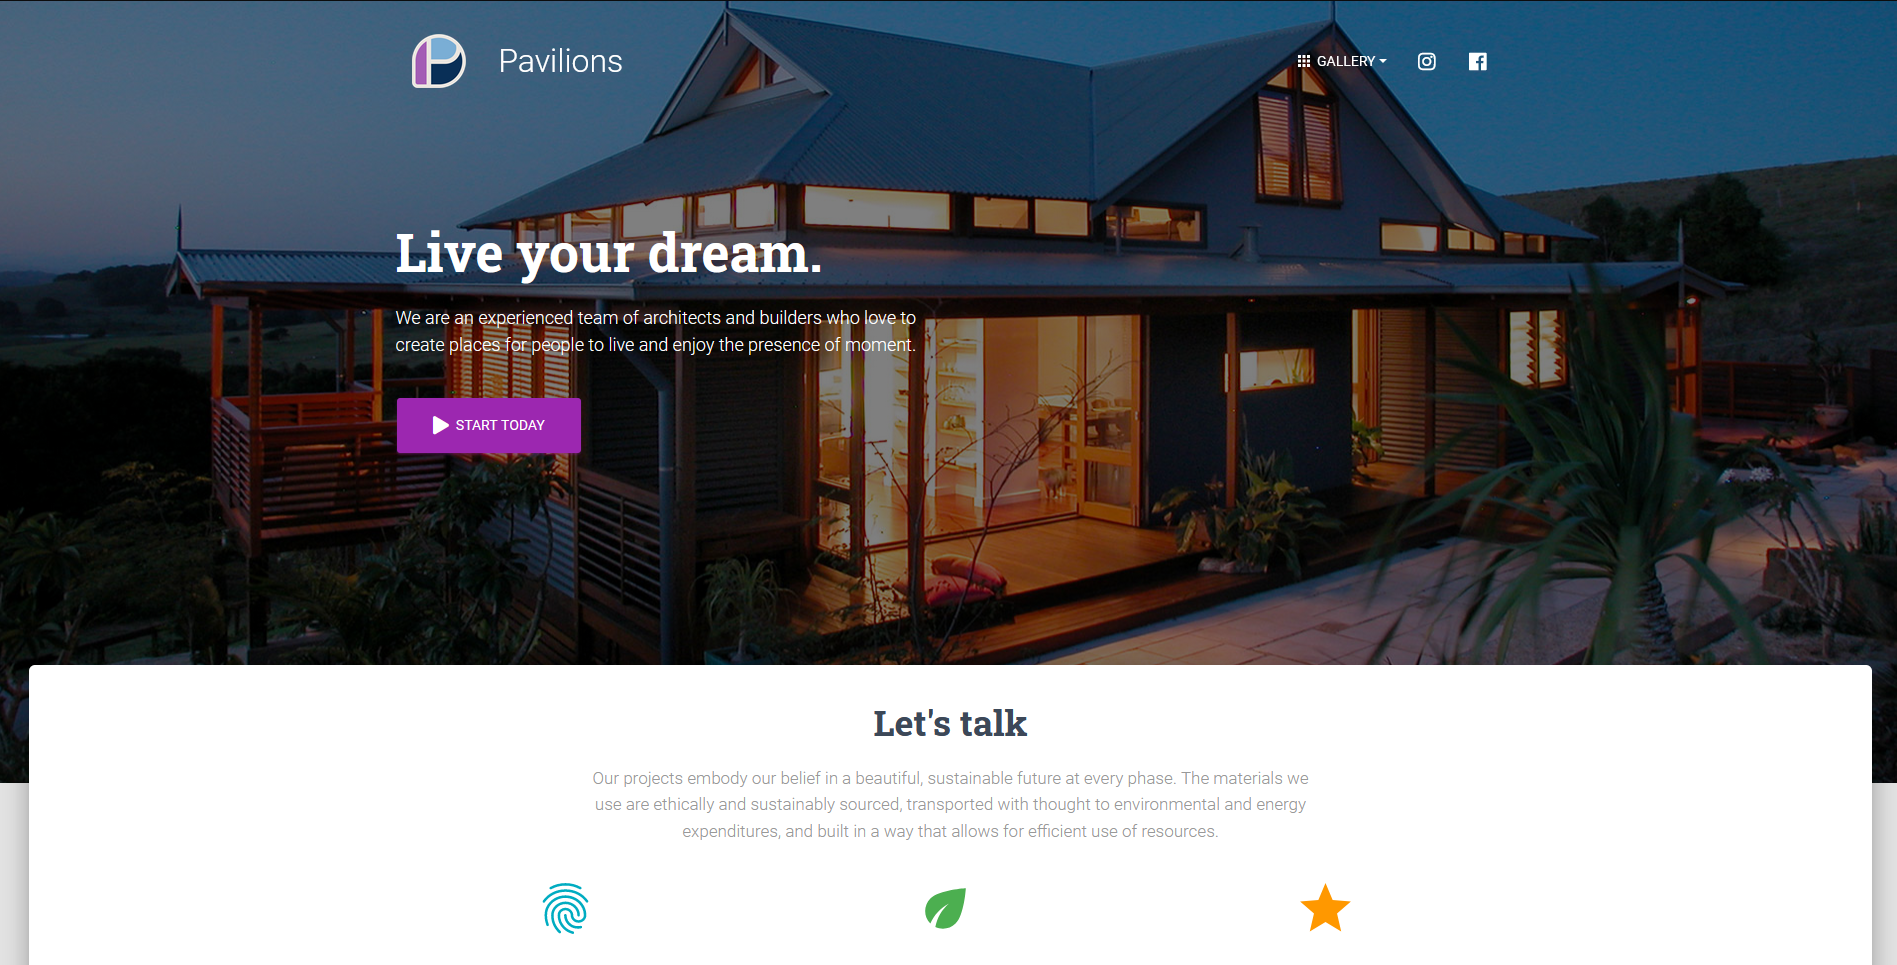 Pavilions
GALLERY
Live your dream.
We are an experienced team of architects and builders who love to
create places for people to live and enjoy the presence of moment.
START TODAY
Let's talk
Our projects embody our belief in a beautiful, sustainable future at every phase. The materials we
use are ethically and sustainably sourced, transported with thought to environmental and energy
expenditures, and built in a way that allows for efficient use of resources.